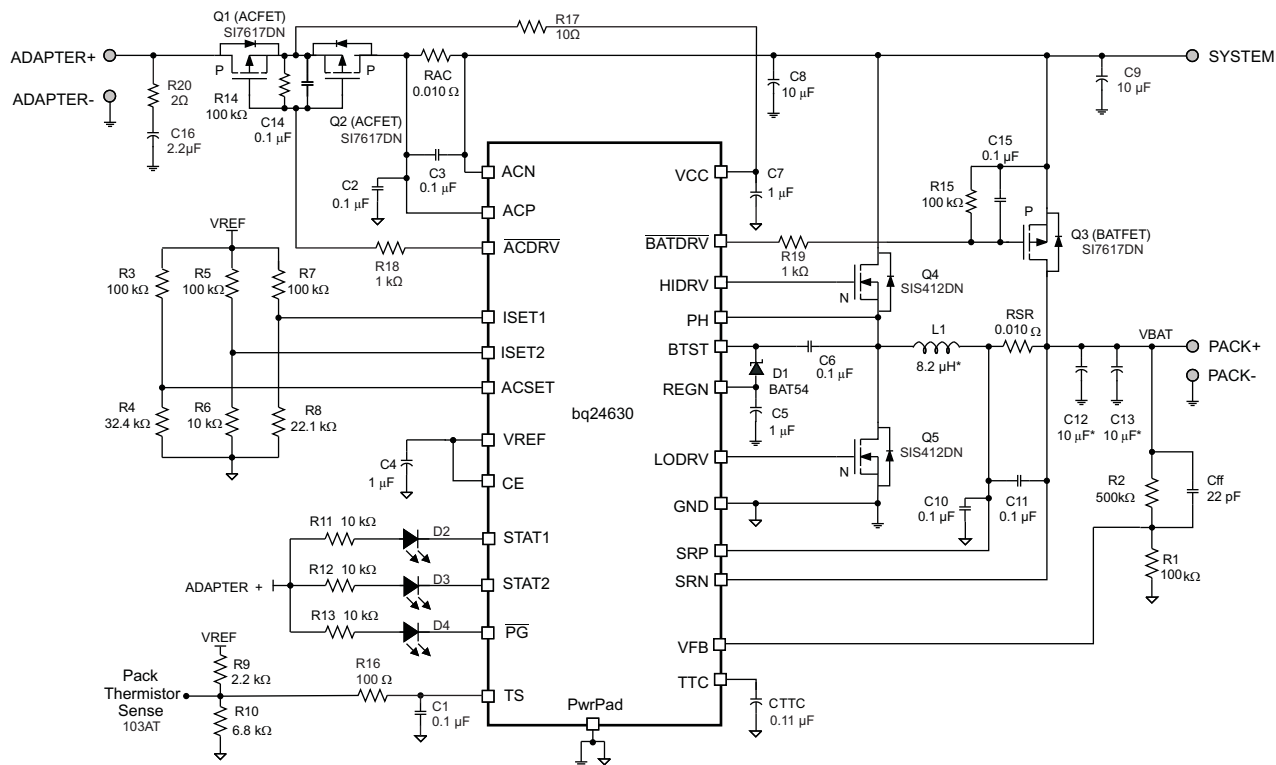 Q1 (ACFET)
SI7617DN
R17
10Ω
ADAPTER+
P
P
RAC
0.010 Ω
SYSTEM
C8
10 µF
C9
10 µF
R20
2Ω
ADAPTER-
R14
100 kΩ
C14
0.1 µF
Q2 (ACFET)
SI7617DN
C16
2.2µF
C15
0.1 µF
C3
0.1 µF
C2
0.1 µF
ACN
VCC
C7
1 µF
R15
100 kΩ
P
ACP
VREF
ACDRV
BATDRV
Q3 (BATFET)
SI7617DN
R18
1 kΩ
R19
1 kΩ
R3
100 kΩ
R5
100 kΩ
R7
100 kΩ
HIDRV
Q4
SIS412DN
N
ISET1
PH
L1
8.2 µH*
RSR
0.010 Ω
VBAT
ISET2
BTST
C6
0.1 µF
PACK+
PACK-
ACSET
REGN
D1
BAT54
R4
32.4 kΩ
R6
10 kΩ
R8
22.1 kΩ
bq24630
C5
1 µF
C12
10 µF*
C13
10 µF*
VREF
C4
1 µF
LODRV
Q5
SIS412DN
N
CE
GND
C10
0.1 µF
C11
0.1 µF
R2
500kΩ
Cff
22 pF
R11 10 kΩ
D2
STAT1
SRP
R12 10 kΩ
D3
STAT2
SRN
R1
100kΩ
ADAPTER +
R13 10 kΩ
D4
PG
VFB
VREF
R9
2.2 kΩ
R16
100 Ω
TTC
Pack
Thermistor
Sense
103AT
TS
R10
6.8 kΩ
C1
0.1 µF
PwrPad
CTTC
0.11 µF